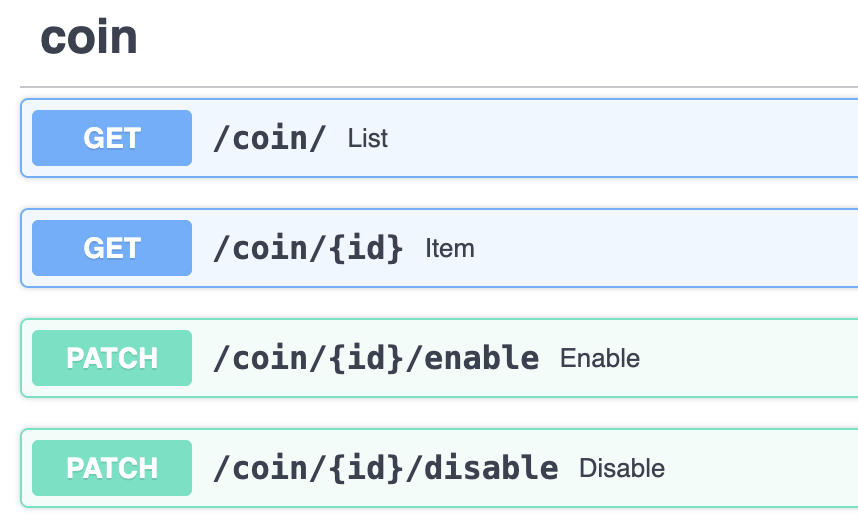 coin
GET /coin/ List
GET /coin/{id} Item
PATCH /coin/{id}/enable Enable
PATCH /coin/{id}/disable Disable